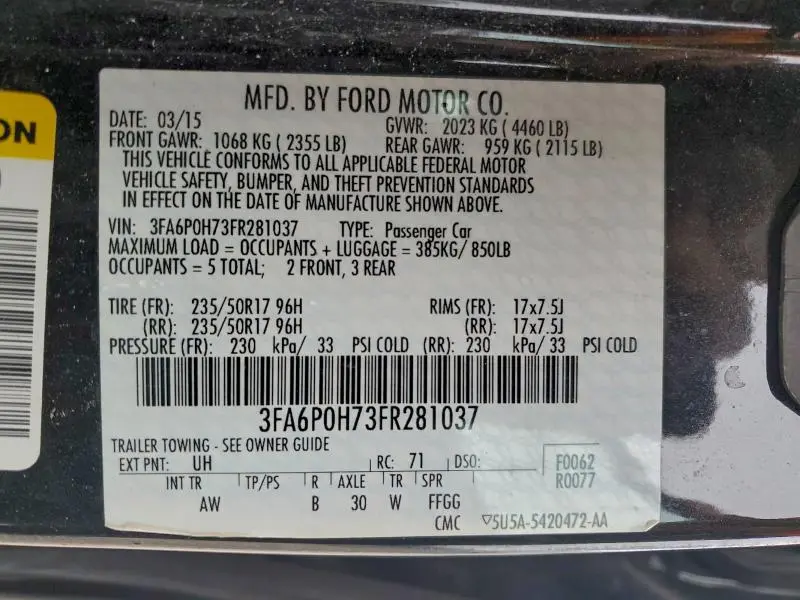 ON
MFD. BY FORD MOTOR CO.
DATE: 03/15 GVWR: 2023 KG ( 4460 LB)
FRONT GAWR: 1068 KG ( 2355 LB) REAR GAWR: 959 KG ( 2115 LB)
THIS VEHICLE CONFORMS TO ALL APPLICABLE FEDERAL MOTOR
VEHICLE SAFETY, BUMPER, AND THEFT PREVENTION STANDARDS
IN EFFECT ON THE DATE OF MANUFACTURE SHOWN ABOVE.
VIN: 3FA6P0H73FR281037 TYPE: Passenger Car
MAXIMUM LOAD = OCCUPANTS + LUGGAGE = 385KG/ 850LB
OCCUPANTS = 5 TOTAL; 2 FRONT, 3 REAR
TIRE (FR): 235/50R17 96H RIMS (FR): 17x7.5J
(RR): 235/50R17 96H (RR): 17x7.5J
PRESSURE (FR): 230 kPa/ 33 PSI COLD (RR): 230 kPa/ 33 PSI COLD
3FA6P0H73FR281037
TRAILER TOWING - SEE OWNER GUIDE
EXT PNT: UH RC: 71 DSO: F0062
INT TR TP/PS R AXLE TR SPR R0077
AW B 30 W FFGG
CMC ▽5U5A-5420472-AA